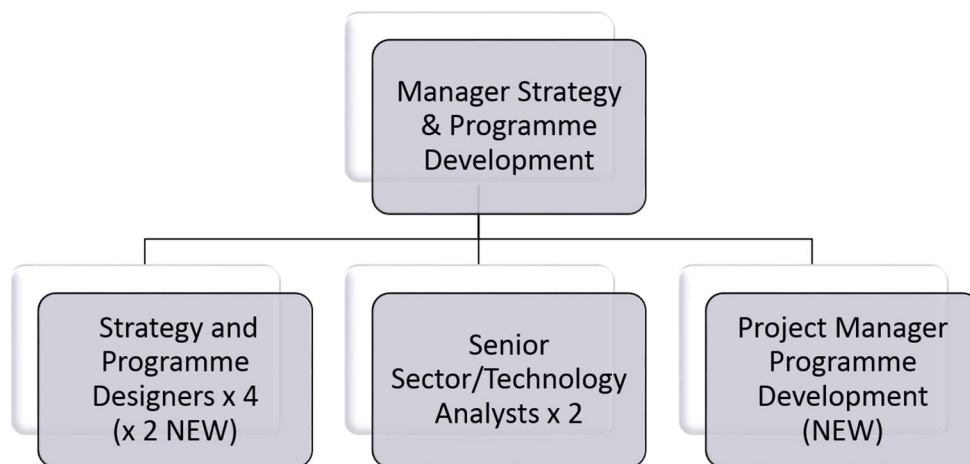 Manager Strategy
& Programme
Development
Strategy and
Programme
Designers x 4
(x 2 NEW)
Senior
Sector/Technology
Analysts x 2
Project Manager
Programme
Development
(NEW)